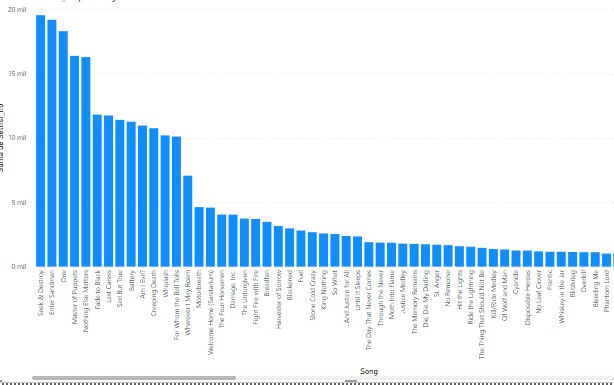 20 mil
15 mil
10 mil
5 mil
0 mil
Seek & Destroy
Enter Sandman
One
Master of Puppets
Nothing Else Matters
Fade to Black
Last Caress
Sad But True
Battery
Am I Evil?
Creeping Death
Whiplash
For Whom the Bell Tolls
Wherever I May Roam
Motorbreath
Welcome Home (Sanitarium)
The Four Horsemen
Damage, Inc.
The Unforgiven
Fight Fire with Fire
Breadfan
Harvester of Sorrow
Blackened
Fuel
Stone Cold Crazy
King Nothing
So What
...And Justice for All
Until It Sleeps
The Day That Never Comes
Through the Never
Moth Into Flame
Justice Medley
The Memory Remains
Die, Die My Darling
St. Anger
No Remorse
Hit the Lights
Ride the Lightning
The Thing That Should Not Be
Kill/Ride Medley
Of Wolf and Man
Cyanide
Disposable Heroes
No Leaf Clover
Frantic
Whiskey in the Jar
Blitzkrieg
Overkill
Bleeding Me
Phantom Lord
Song